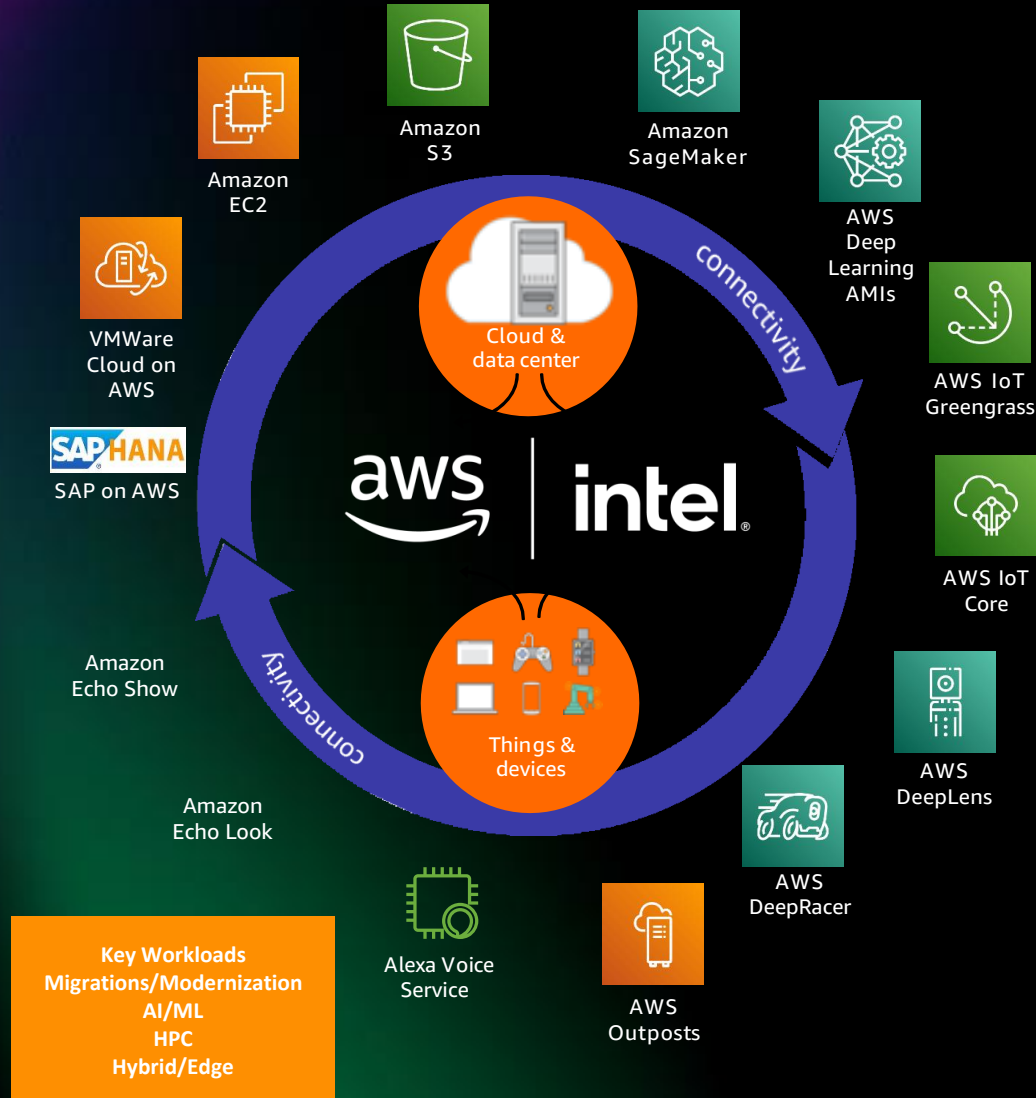 Amazon
S3
Amazon
SageMaker
Amazon
EC2
AWS
Deep
Learning
AMIs
connectivity
VMWare
Cloud on
AWS
Cloud &
data center
AWS IoT
Greengrass
SAP HANA
®
SAP on AWS
aws
intel®
AWS IoT
Core
Amazon
Echo Show
connectivity
Things &
devices
AWS
DeepLens
Amazon
Echo Look
AWS
DeepRacer
Alexa Voice
Service
AWS
Outposts
Key Workloads
Migrations/Modernization
AI/ML
HPC
Hybrid/Edge